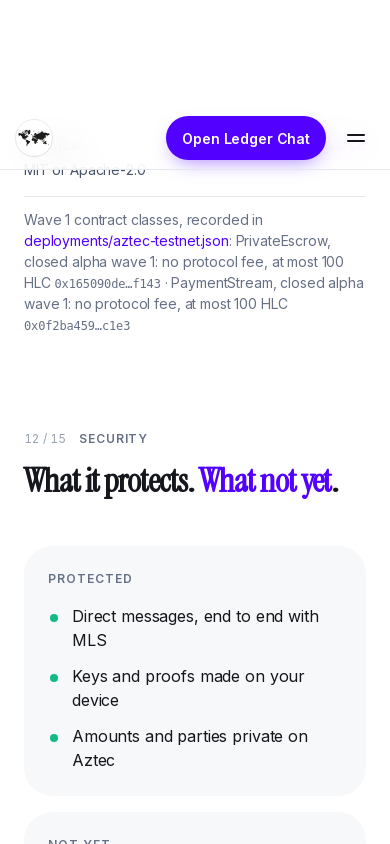 Open Ledger Chat
MIT or Apache-2.0
Wave 1 contract classes, recorded in
deployments/aztec-testnet.json: PrivateEscrow,
closed alpha wave 1: no protocol fee, at most 100
HLC 0x165090de…f143 · PaymentStream, closed alpha
wave 1: no protocol fee, at most 100 HLC
0x0f2ba459…c1e3
12 / 15 SECURITY
What it protects. What not yet.
PROTECTED
Direct messages, end to end with
MLS
Keys and proofs made on your
device
Amounts and parties private on
Aztec
NOT YET